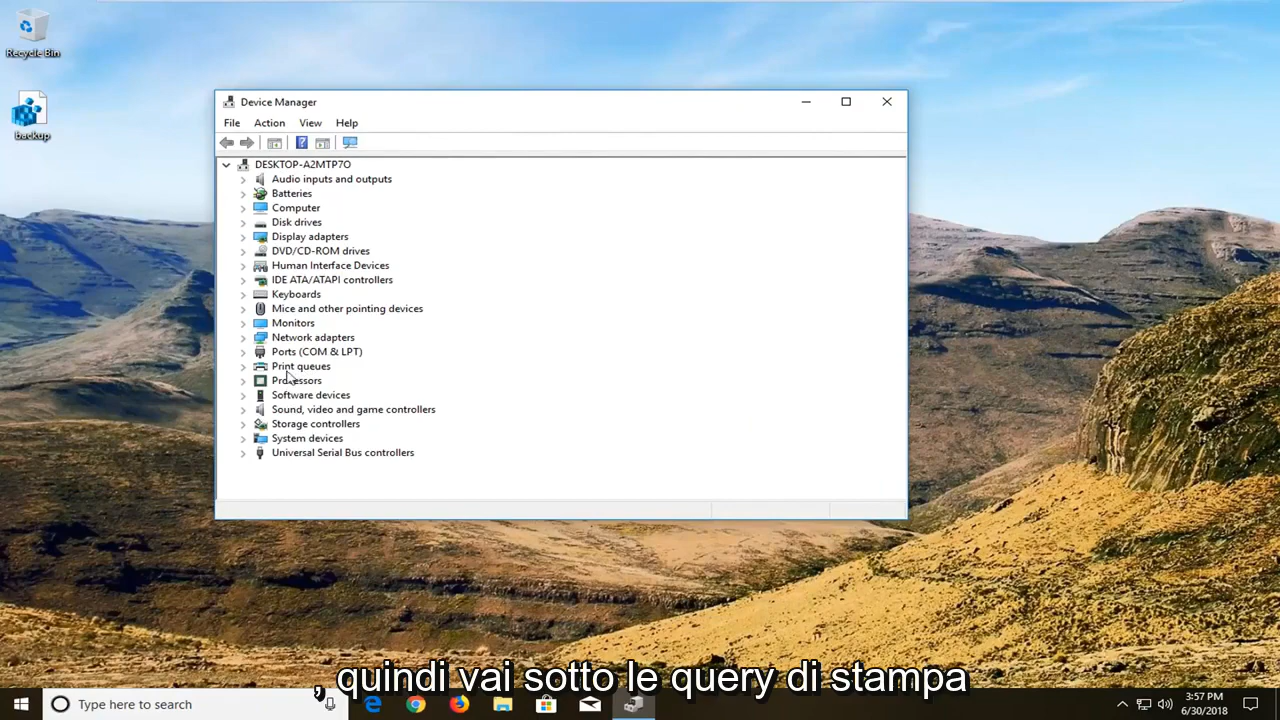 Recycle Bin
backup
Device Manager
File Action View Help
DESKTOP-A2MTP7O
Audio inputs and outputs
Batteries
Computer
Disk drives
Display adapters
DVD/CD-ROM drives
Human Interface Devices
IDE ATA/ATAPI controllers
Keyboards
Mice and other pointing devices
Monitors
Network adapters
Ports (COM & LPT)
Print queues
Processors
Software devices
Sound, video and game controllers
Storage controllers
System devices
Universal Serial Bus controllers
, quindi vai sotto le query di stampa
Type here to search
3:57 PM
6/30/2018